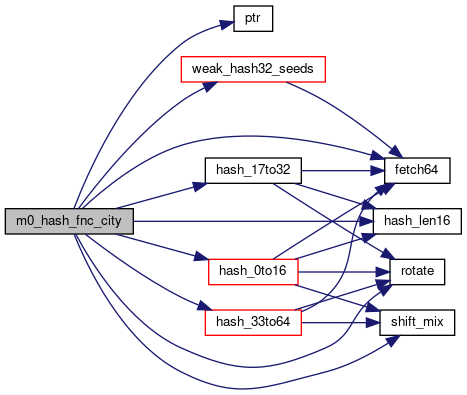 ptr
weak_hash32_seeds
hash_17to32
fetch64
m0_hash_fnc_city
hash_len16
hash_0to16
rotate
hash_33to64
shift_mix